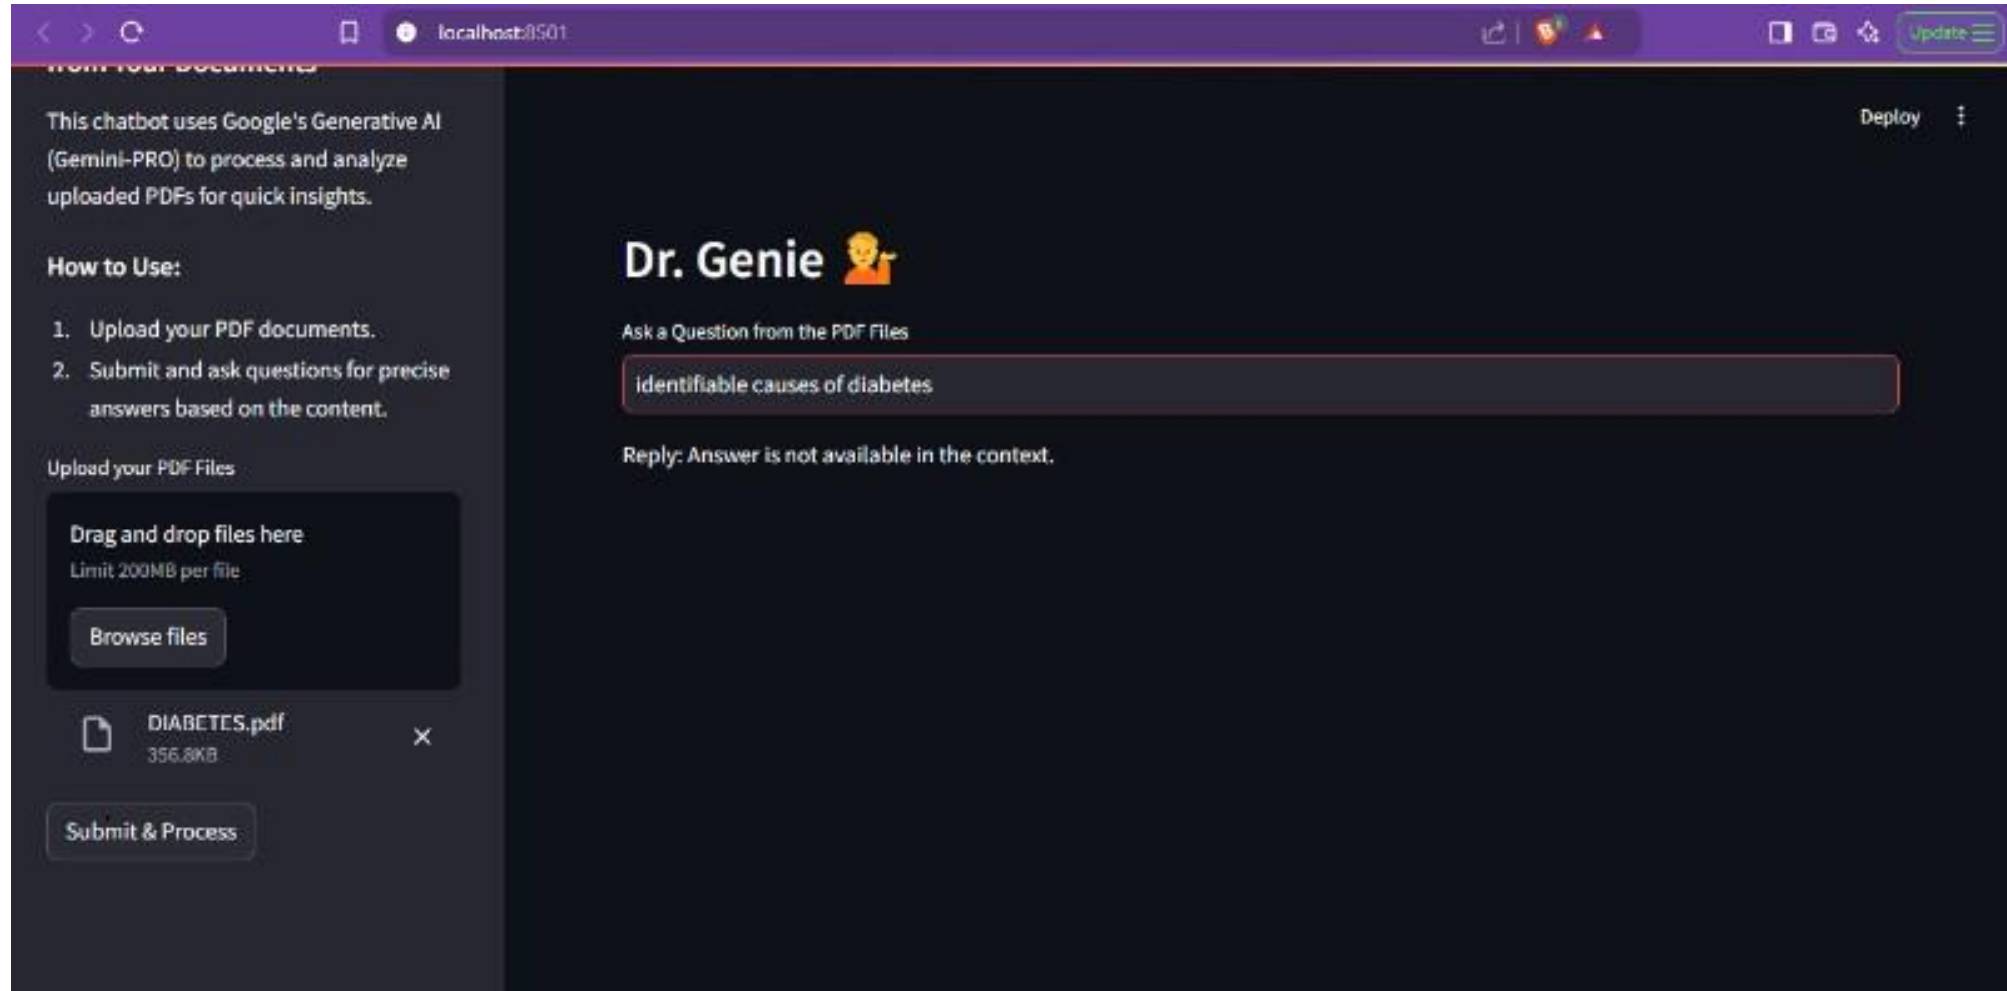 localhost:8501
Update
from Your Documents
This chatbot uses Google's Generative AI
(Gemini-PRO) to process and analyze
uploaded PDFs for quick insights.
How to Use:
1. Upload your PDF documents.
2. Submit and ask questions for precise
answers based on the content.
Upload your PDF Files
Drag and drop files here
Limit 200MB per file
Browse files
DIABETES.pdf
356.8KB
Submit & Process
Deploy
Dr. Genie
Ask a Question from the PDF Files
identifiable causes of diabetes
Reply: Answer is not available in the context.